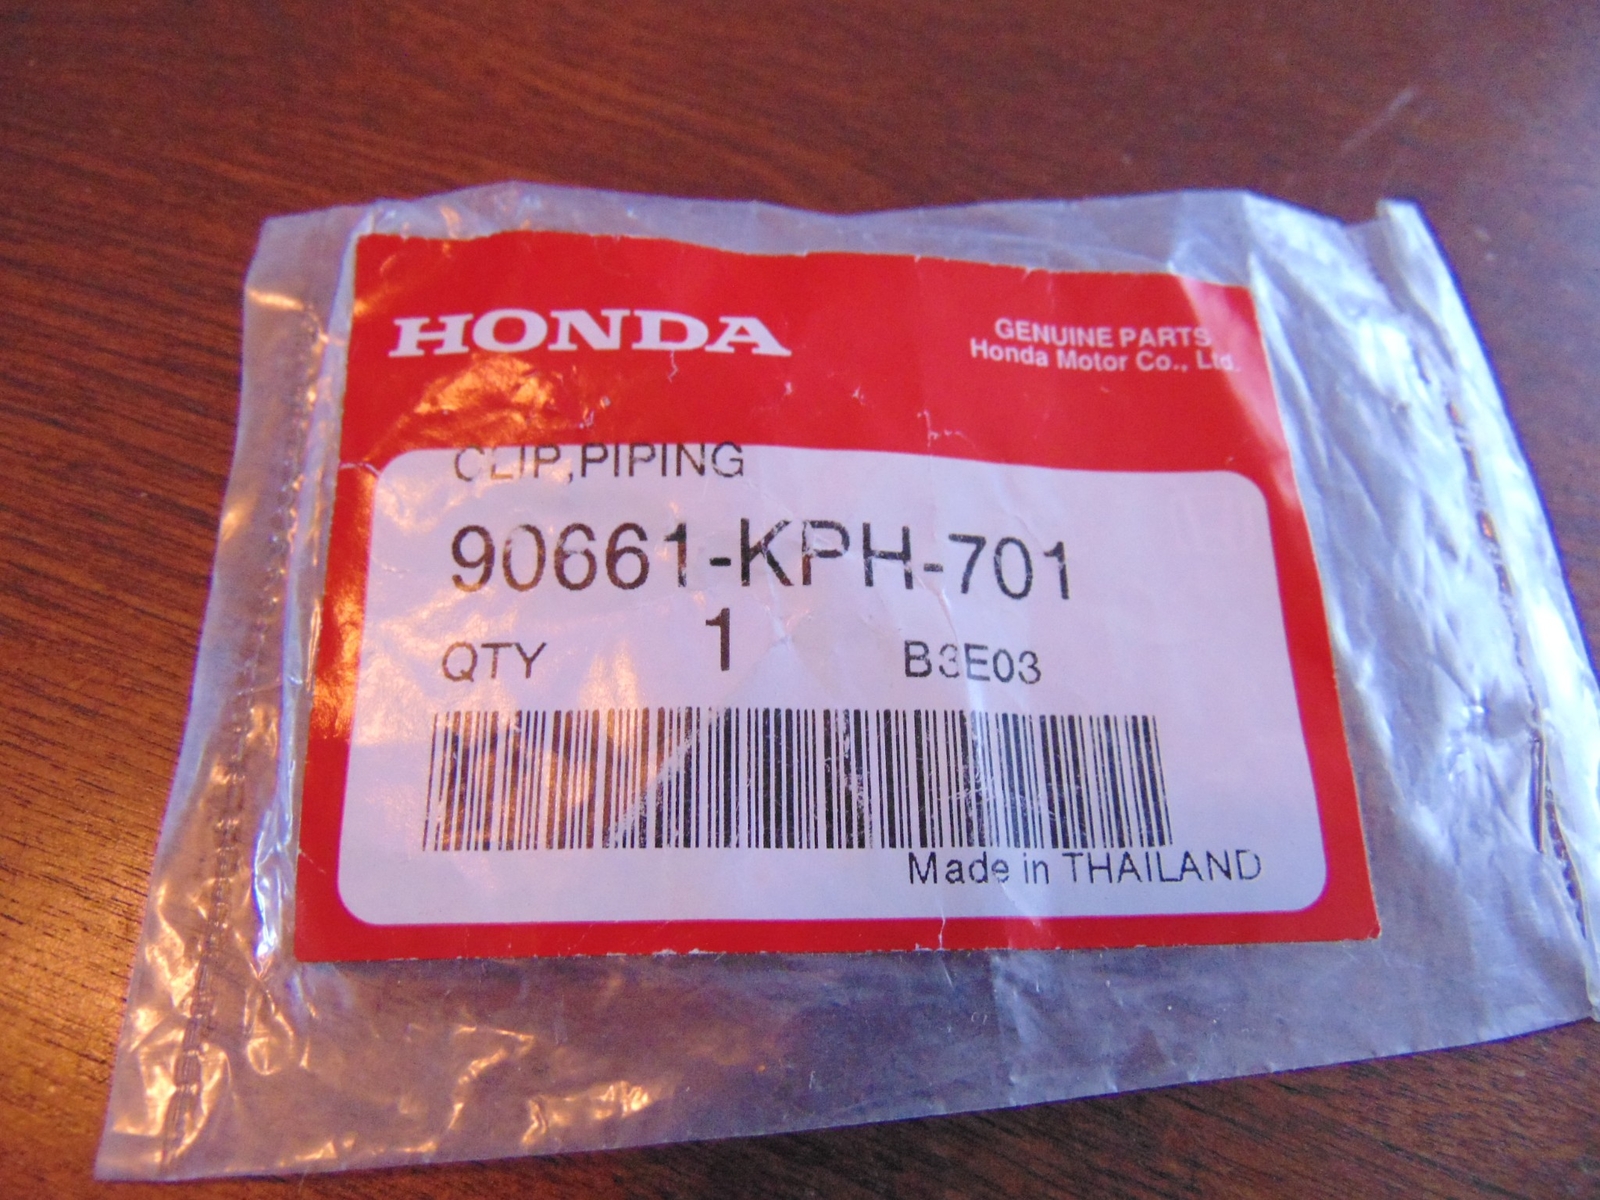 HONDA
GENUINE PARTS
Honda Motor Co., Ltd.
CLIP,PIPING
90661-KPH-701
QTY 1 B3E03
Made in THAILAND